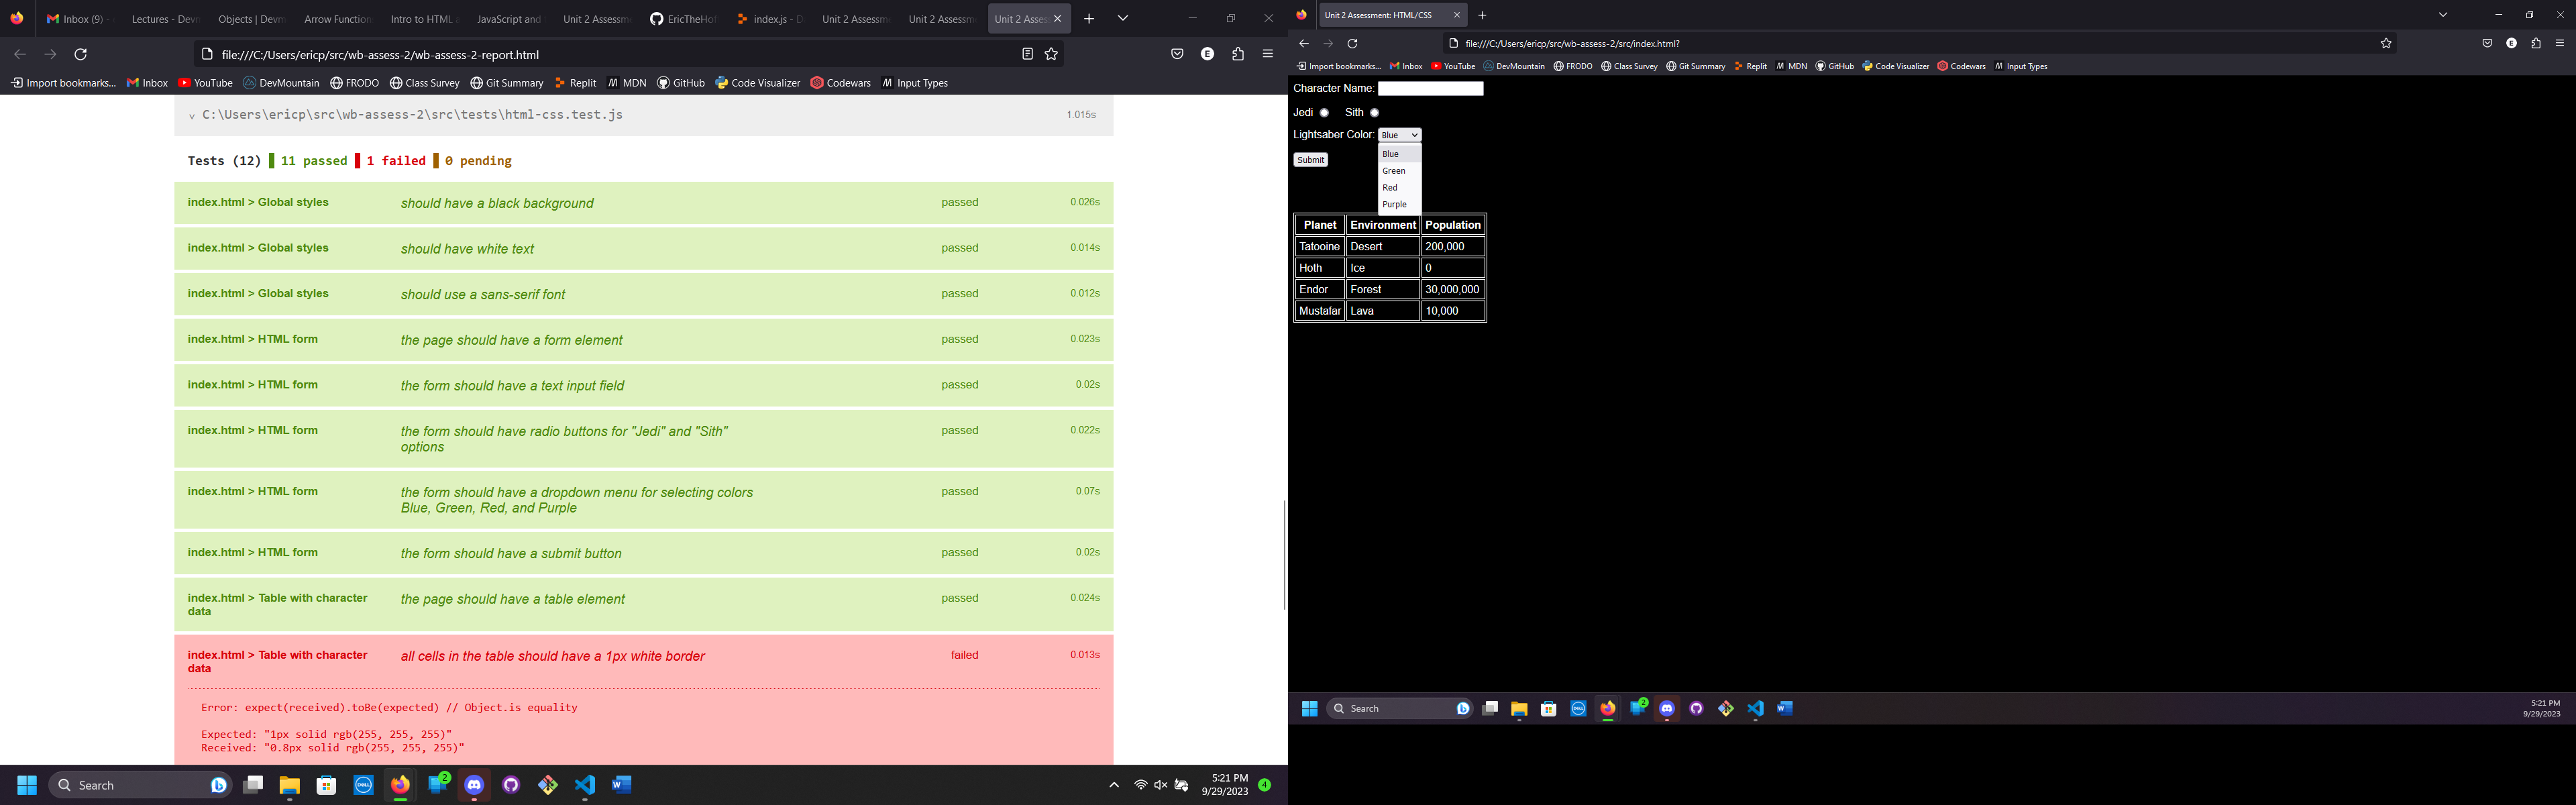 Inbox (9) -
Lectures - Devm
Objects | Devm
Arrow Function
Intro to HTML
JavaScript and
Unit 2 Assessm
EricTheHof
index.js - D
Unit 2 Assessm
Unit 2 Assessm
Unit 2 Asses
file:///C:/Users/ericp/src/wb-assess-2/wb-assess-2-report.html
E
Import bookmarks... Inbox YouTube DevMountain FRODO Class Survey Git Summary Replit MDN GitHub Code Visualizer Codewars Input Types
C:\Users\ericp\src\wb-assess-2\src\tests\html-css.test.js 1.015s
Tests (12) 11 passed 1 failed 0 pending
index.html > Global styles should have a black background passed 0.026s
index.html > Global styles should have white text passed 0.014s
index.html > Global styles should use a sans-serif font passed 0.012s
index.html > HTML form the page should have a form element passed 0.023s
index.html > HTML form the form should have a text input field passed 0.02s
index.html > HTML form the form should have radio buttons for "Jedi" and "Sith" passed 0.022s
options
index.html > HTML form the form should have a dropdown menu for selecting colors passed 0.07s
Blue, Green, Red, and Purple
index.html > HTML form the form should have a submit button passed 0.02s
index.html > Table with character the page should have a table element passed 0.024s
data
index.html > Table with character all cells in the table should have a 1px white border failed 0.013s
data
Error: expect(received).toBe(expected) // Object.is equality
Expected: "1px solid rgb(255, 255, 255)"
Received: "0.8px solid rgb(255, 255, 255)"
Search
2
5:21 PM
9/29/2023
4
Unit 2 Assessment: HTML/CSS
file:///C:/Users/ericp/src/wb-assess-2/src/index.html?
E
Import bookmarks... Inbox YouTube DevMountain FRODO Class Survey Git Summary Replit MDN GitHub Code Visualizer Codewars Input Types
Character Name:
Jedi Sith
Lightsaber Color: Blue
Blue
Green
Red
Purple
Submit
Planet Environment Population
Tatooine Desert 200,000
Hoth Ice 0
Endor Forest 30,000,000
Mustafar Lava 10,000
Search
2
5:21 PM
9/29/2023